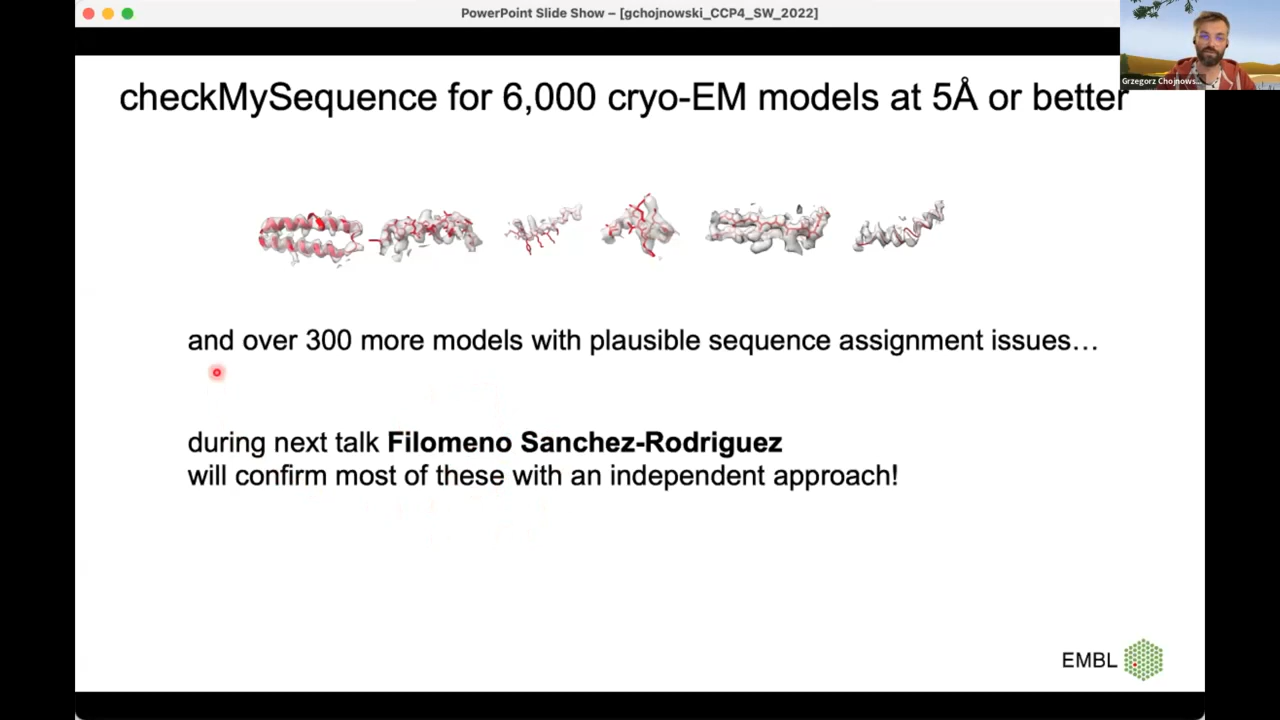 PowerPoint Slide Show – [gchojnowski_CCP4_SW_2022]
Grzegorz Chojnows...
checkMySequence for 6,000 cryo-EM models at 5Å or better
and over 300 more models with plausible sequence assignment issues…
during next talk Filomeno Sanchez-Rodriguez
will confirm most of these with an independent approach!
EMBL